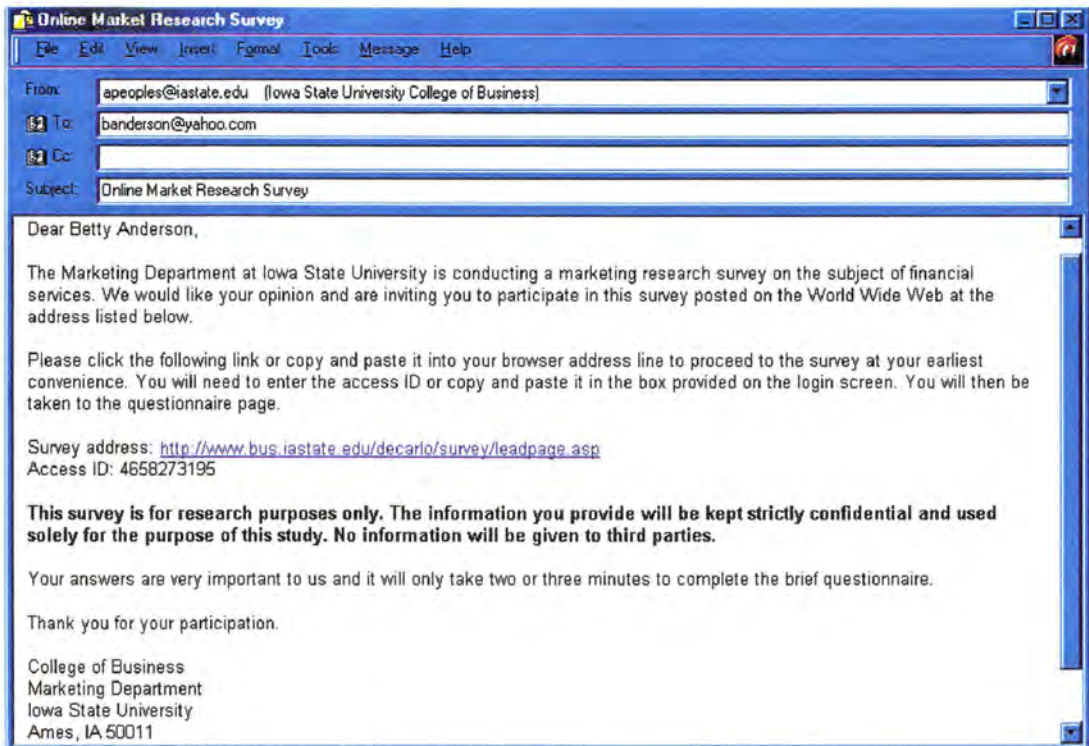 Online Market Research Survey
File Edit View Insert Format Tools Message Help
From: apeoples@iastate.edu (Iowa State University College of Business)
To: banderson@yahoo.com
Cc:
Subject: Online Market Research Survey
Dear Betty Anderson,
The Marketing Department at Iowa State University is conducting a marketing research survey on the subject of financial
services. We would like your opinion and are inviting you to participate in this survey posted on the World Wide Web at the
address listed below.
Please click the following link or copy and paste it into your browser address line to proceed to the survey at your earliest
convenience. You will need to enter the access ID or copy and paste it in the box provided on the login screen. You will then be
taken to the questionnaire page.
Survey address: http://www.bus.iastate.edu/decarlo/survey/leadpage.asp
Access ID: 4658273195
This survey is for research purposes only. The information you provide will be kept strictly confidential and used
solely for the purpose of this study. No information will be given to third parties.
Your answers are very important to us and it will only take two or three minutes to complete the brief questionnaire.
Thank you for your participation.
College of Business
Marketing Department
Iowa State University
Ames, IA 50011